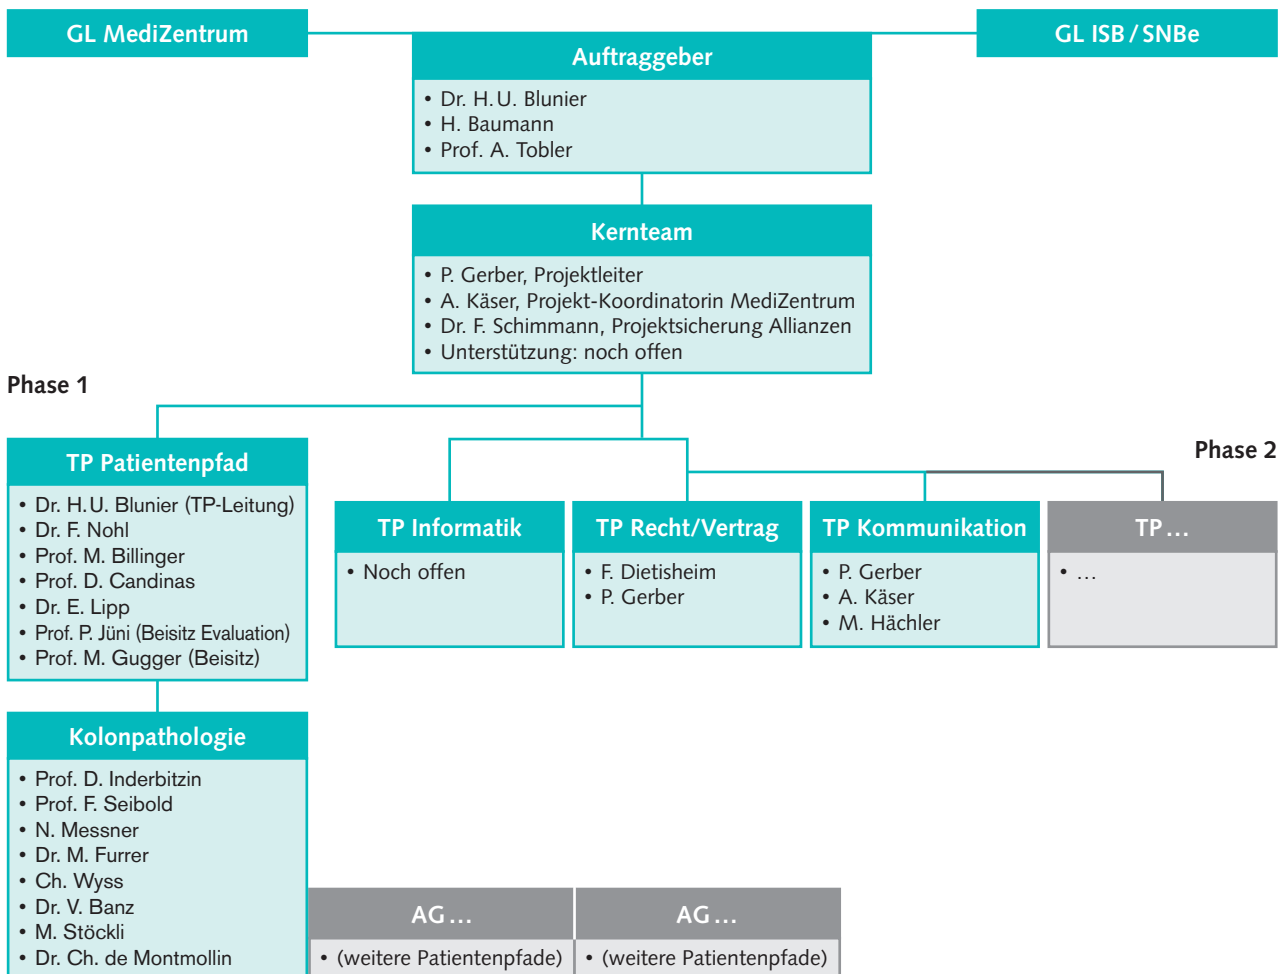 GL MediZentrum
GL ISB / SNBe
Auftraggeber
• Dr. H.U. Blunier
• H. Baumann
• Prof. A. Tobler
Kernteam
• P. Gerber, Projektleiter
• A. Käser, Projekt-Koordinatorin MediZentrum
• Dr. F. Schimmann, Projektsicherung Allianzen
• Unterstützung: noch offen
Phase 1
Phase 2
TP Patientenpfad
• Dr. H.U. Blunier (TP-Leitung)
• Dr. F. Nohl
• Prof. M. Billinger
• Prof. D. Candinas
• Dr. E. Lipp
• Prof. P. Jüni (Beisitz Evaluation)
• Prof. M. Gugger (Beisitz)
TP Informatik
• Noch offen
TP Recht/Vertrag
• F. Dietisheim
• P. Gerber
TP Kommunikation
• P. Gerber
• A. Käser
• M. Hächler
TP...
• ...
Kolonpathologie
• Prof. D. Inderbitzin
• Prof. F. Seibold
• N. Messner
• Dr. M. Furrer
• Ch. Wyss
• Dr. V. Banz
• M. Stöckli
• Dr. Ch. de Montmollin
AG...
• (weitere Patientenpfade)
AG...
• (weitere Patientenpfade)